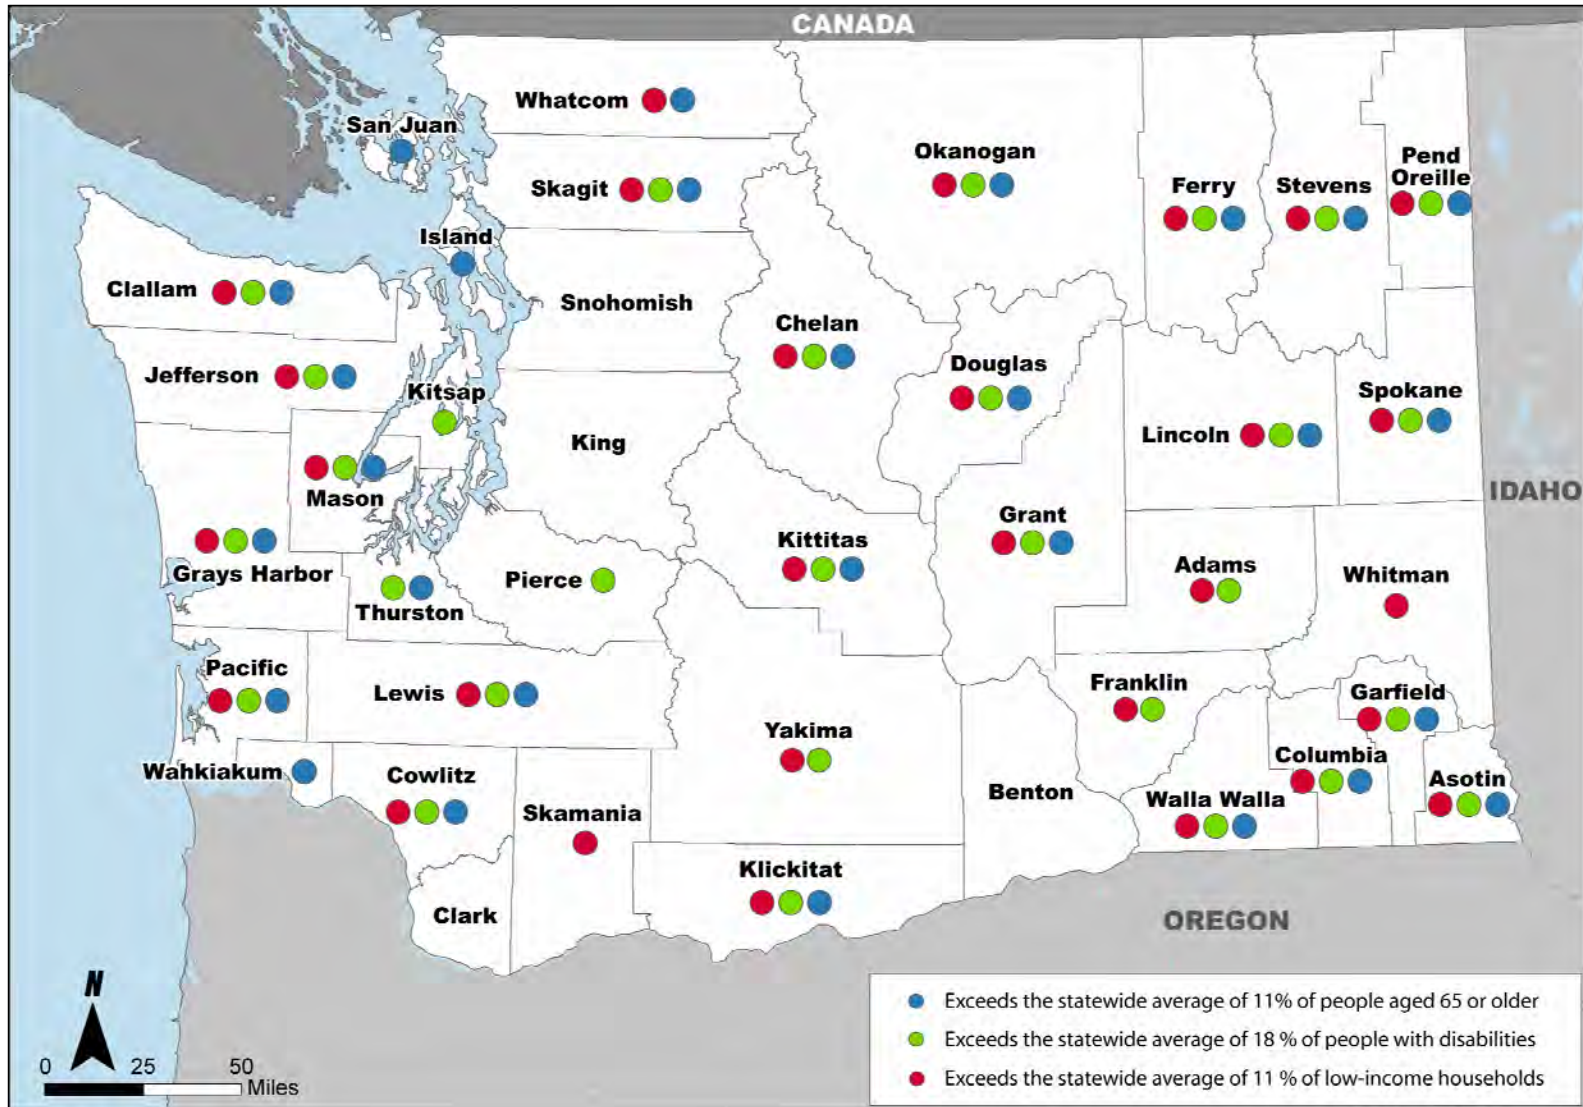 CANADA
Whatcom
San Juan
Okanogan
Pend
Oreille
Skagit
Ferry
Stevens
Island
Clallam
Snohomish
Chelan
Douglas
Jefferson
Kitsap
Spokane
King
Lincoln
Mason
IDAHO
Grant
Kittitas
Grays Harbor
Pierce
Adams
Whitman
Thurston
Pacific
Lewis
Franklin
Garfield
Yakima
Wahkiakum
Cowlitz
Columbia
Asotin
Benton
Walla Walla
Skamania
Klickitat
Clark
OREGON
N
0 25 50
Miles
Exceeds the statewide average of 11% of people aged 65 or older
Exceeds the statewide average of 18 % of people with disabilities
Exceeds the statewide average of 11 % of low-income households